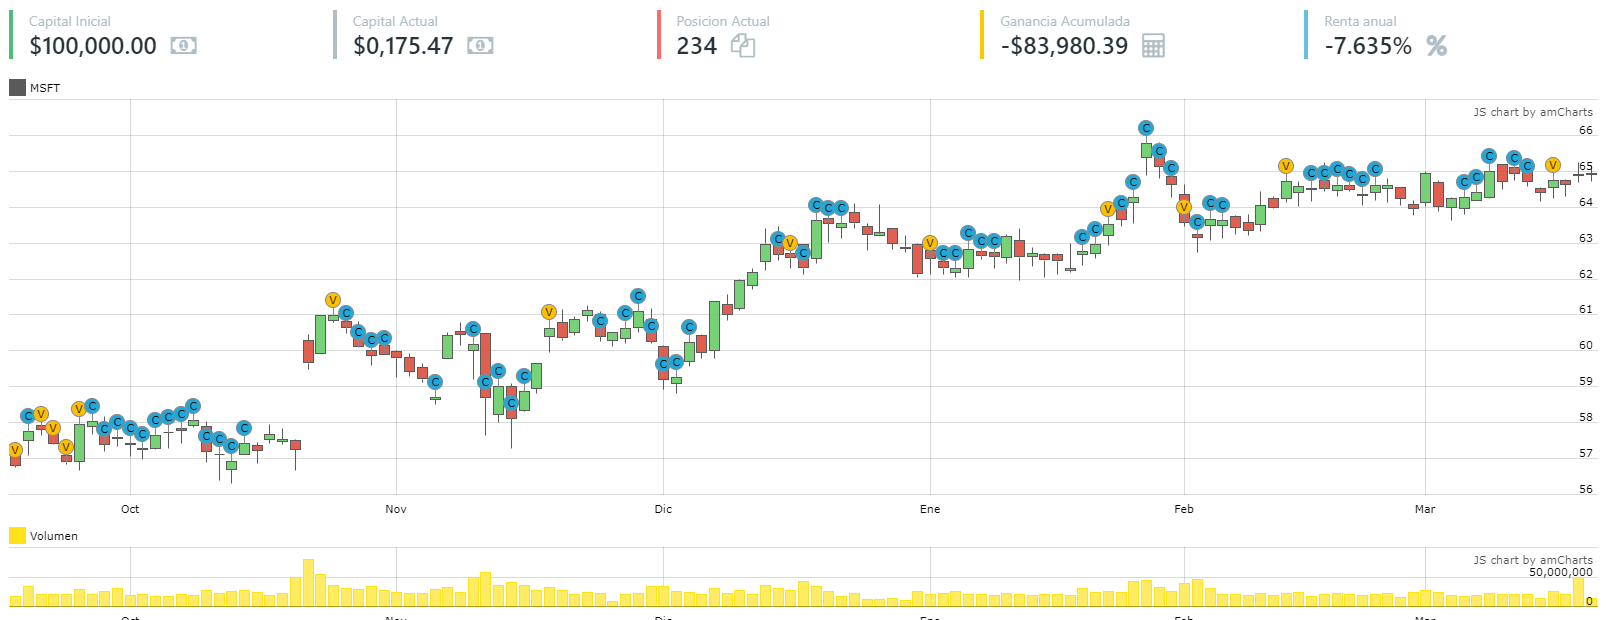 Capital Inicial
$100,000.00
Capital Actual
$0,175.47
Posicion Actual
234
Ganancia Acumulada
-$83,980.39
Renta anual
-7.635%
MSFT
JS chart by amCharts
66
65
64
63
62
61
60
59
58
57
56
Oct Nov Dic Ene Feb Mar
V C V V V V C C C C C C C C C C C C C
V C C C C C C C C C C V C C C C C C
C V C C C C V C C C C C C C V C C C C C V C C C
V C C C C C C C C C C C V
Volumen
JS chart by amCharts
50,000,000
0